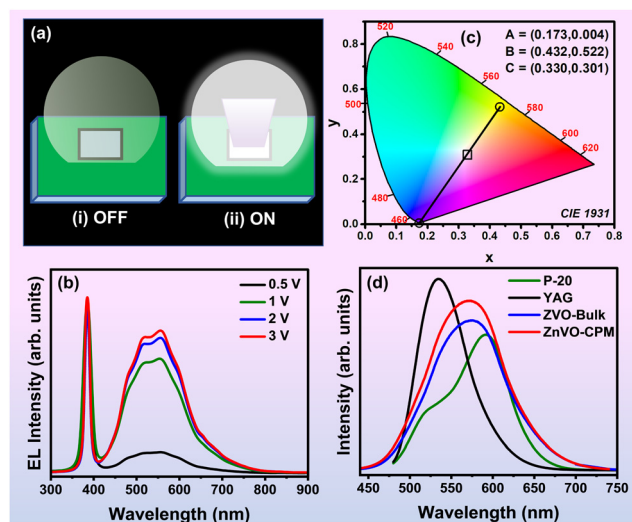 (a)
(i) OFF
(ii) ON
(c)
A = (0.173,0.004)
B = (0.432,0.522)
C = (0.330,0.301)
520
540
560
500
580
600
620
480
460
CIE 1931
y
0.8
0.6
0.4
0.2
0.0
0.0 0.1 0.2 0.3 0.4 0.5 0.6 0.7 0.8
x
(b)
0.5 V
1 V
2 V
3 V
EL Intensity (arb. units)
300 400 500 600 700 800 900
Wavelength (nm)
(d)
P-20
YAG
ZVO-Bulk
ZnVO-CPM
Intensity (arb. units)
450 500 550 600 650 700 750
Wavelength (nm)